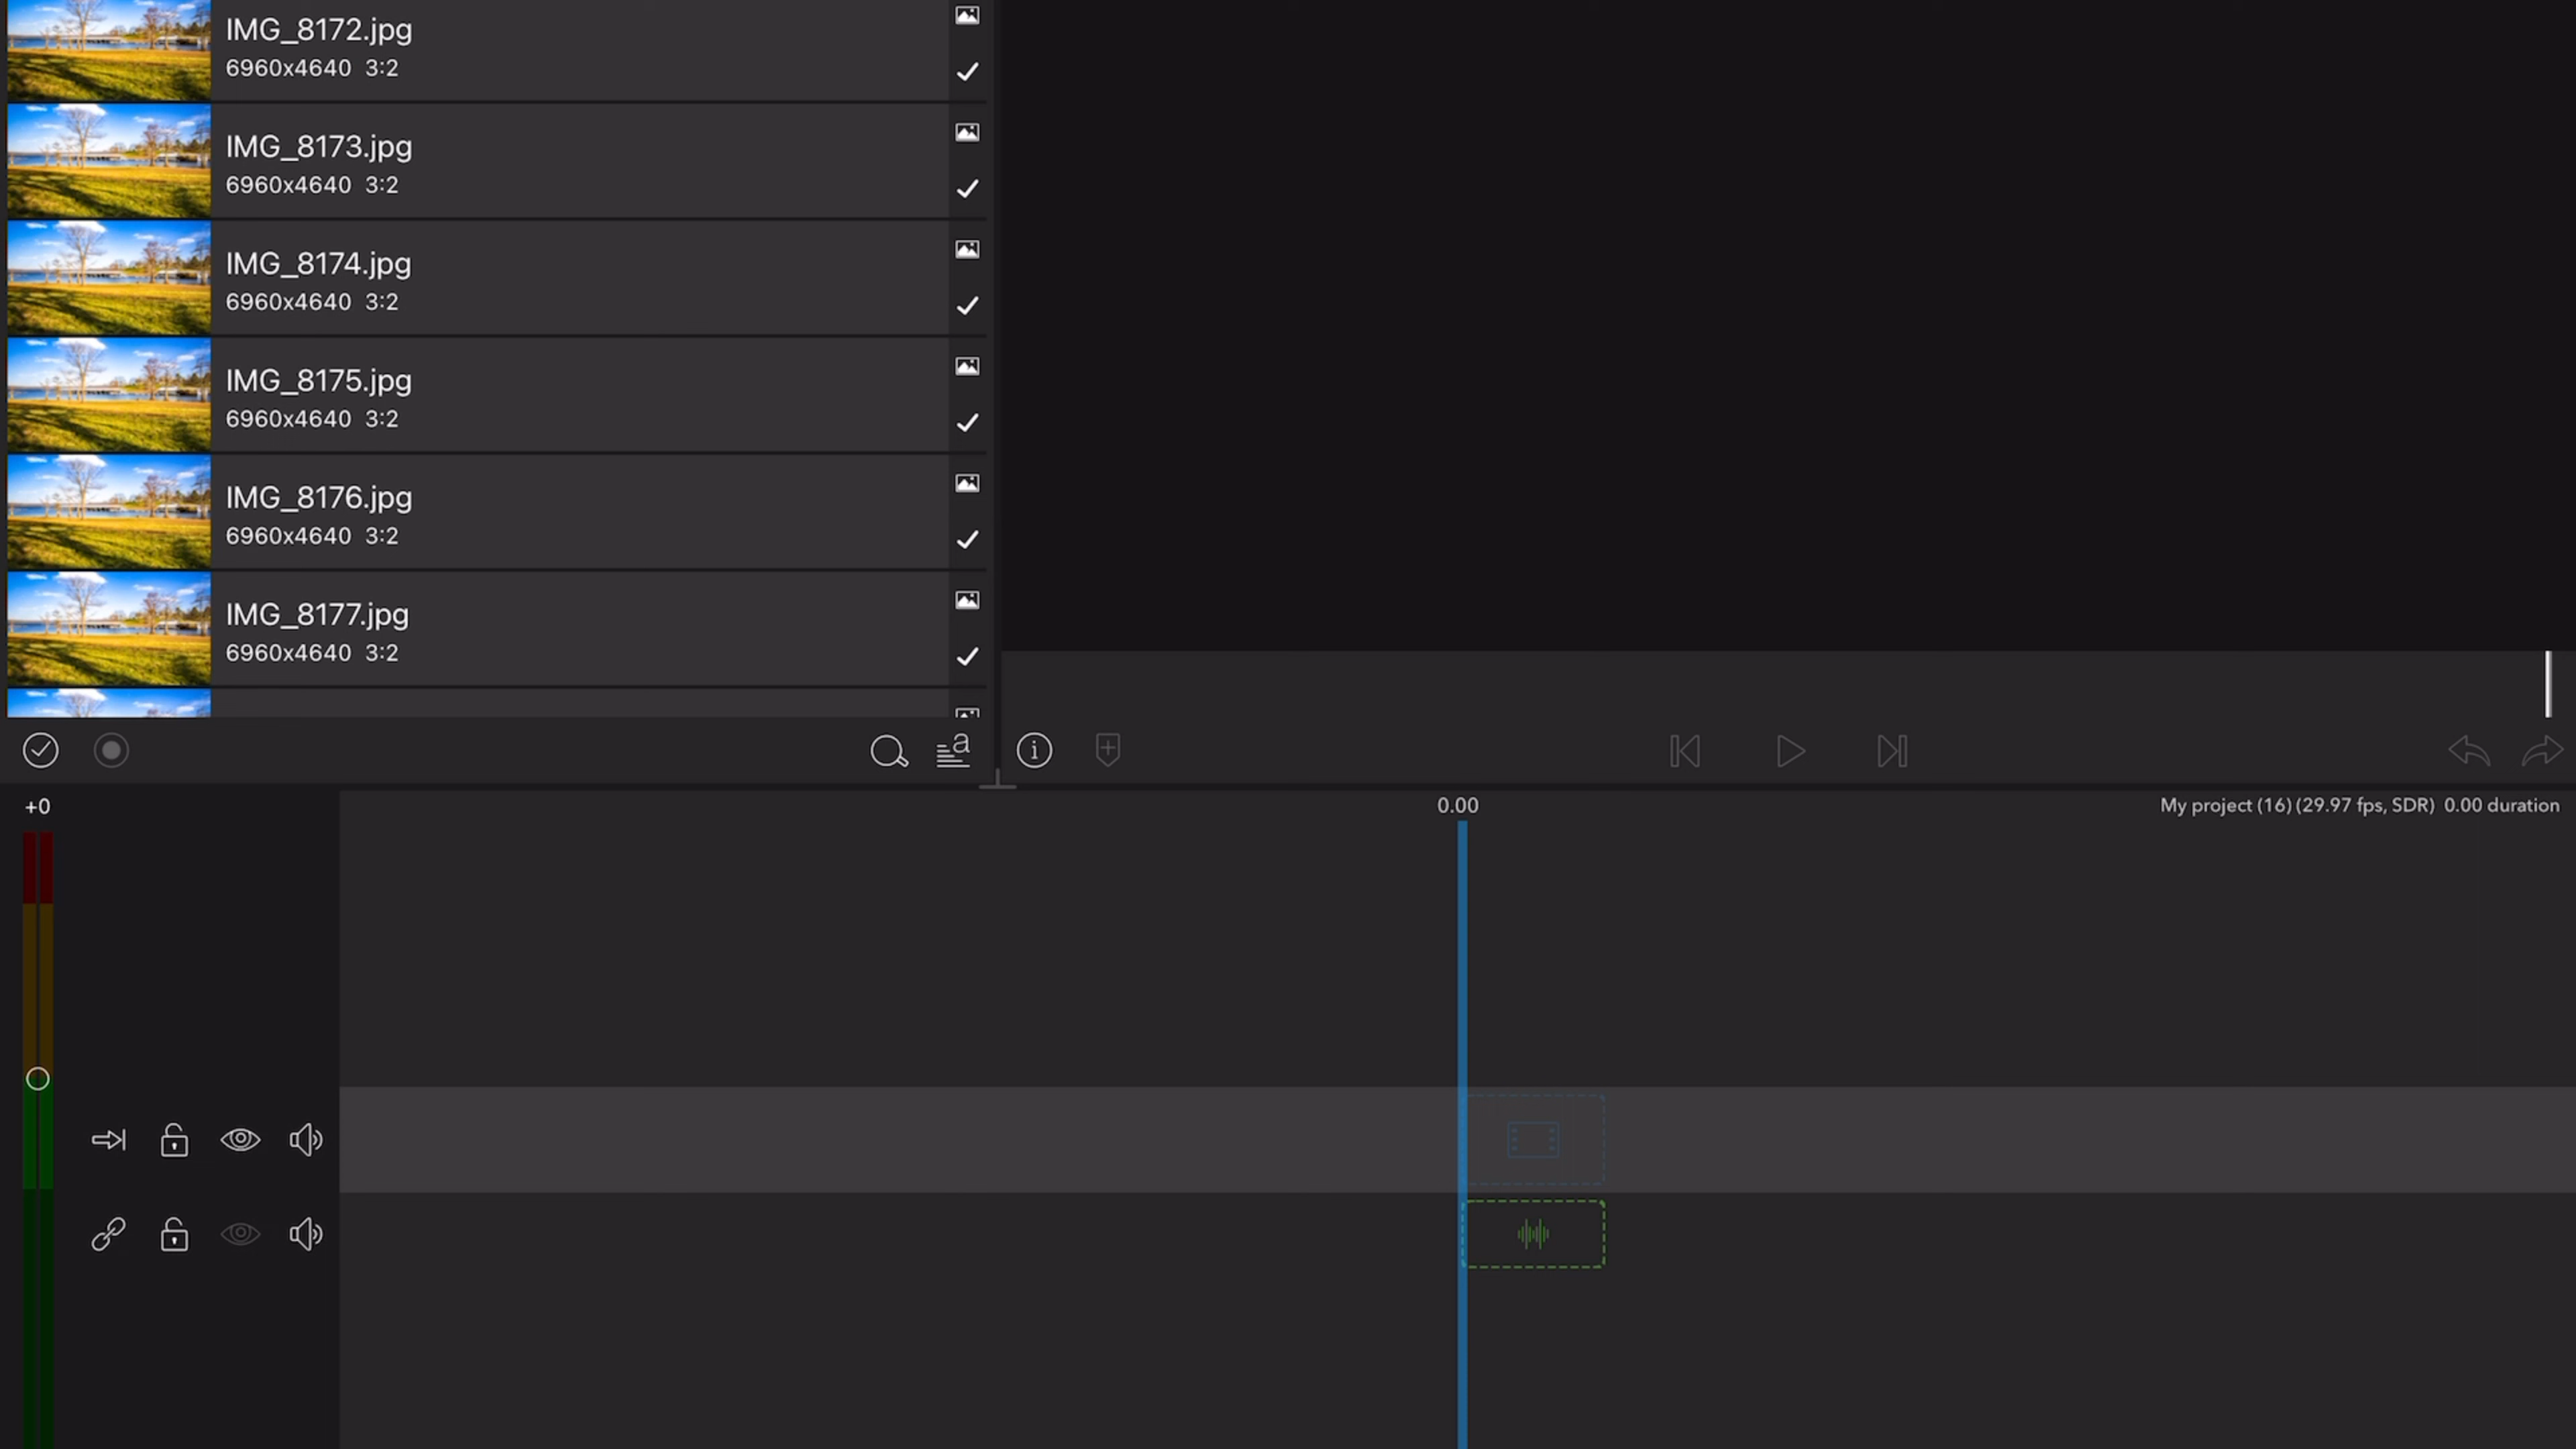 IMG_8172.jpg
6960x4640 3:2
IMG_8173.jpg
6960x4640 3:2
IMG_8174.jpg
6960x4640 3:2
IMG_8175.jpg
6960x4640 3:2
IMG_8176.jpg
6960x4640 3:2
IMG_8177.jpg
6960x4640 3:2
a
+0
0.00
My project (16) (29.97 fps, SDR) 0.00 duration